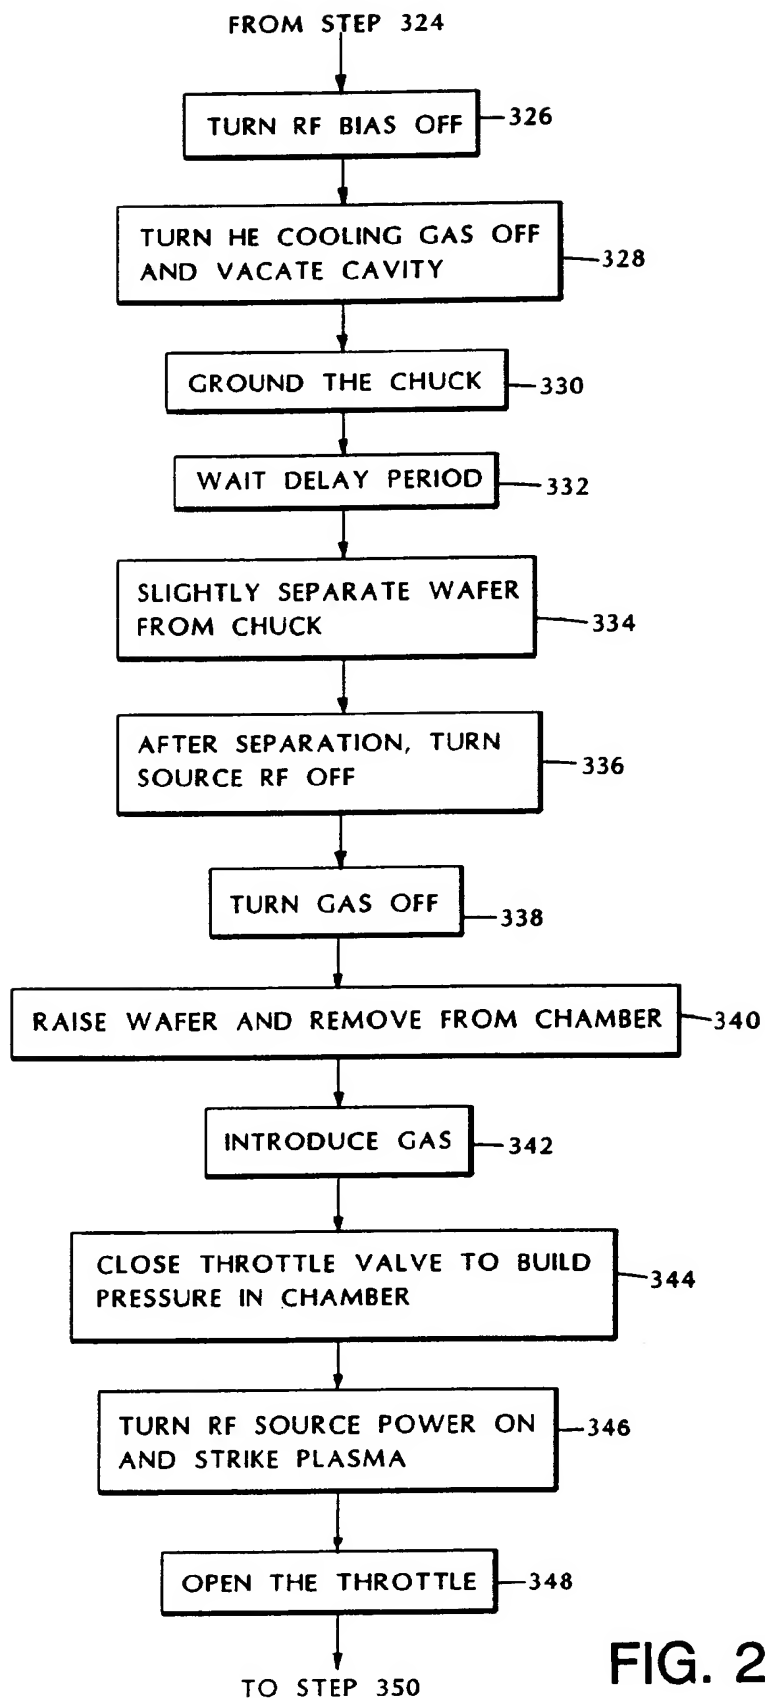 FROM STEP 324
TURN RF BIAS OFF
326
TURN HE COOLING GAS OFF
AND VACATE CAVITY
328
GROUND THE CHUCK
330
WAIT DELAY PERIOD
332
SLIGHTLY SEPARATE WAFER
FROM CHUCK
334
AFTER SEPARATION, TURN
SOURCE RF OFF
336
TURN GAS OFF
338
RAISE WAFER AND REMOVE FROM CHAMBER
340
INTRODUCE GAS
342
CLOSE THROTTLE VALVE TO BUILD
PRESSURE IN CHAMBER
344
TURN RF SOURCE POWER ON
AND STRIKE PLASMA
346
OPEN THE THROTTLE
348
TO STEP 350
FIG. 2